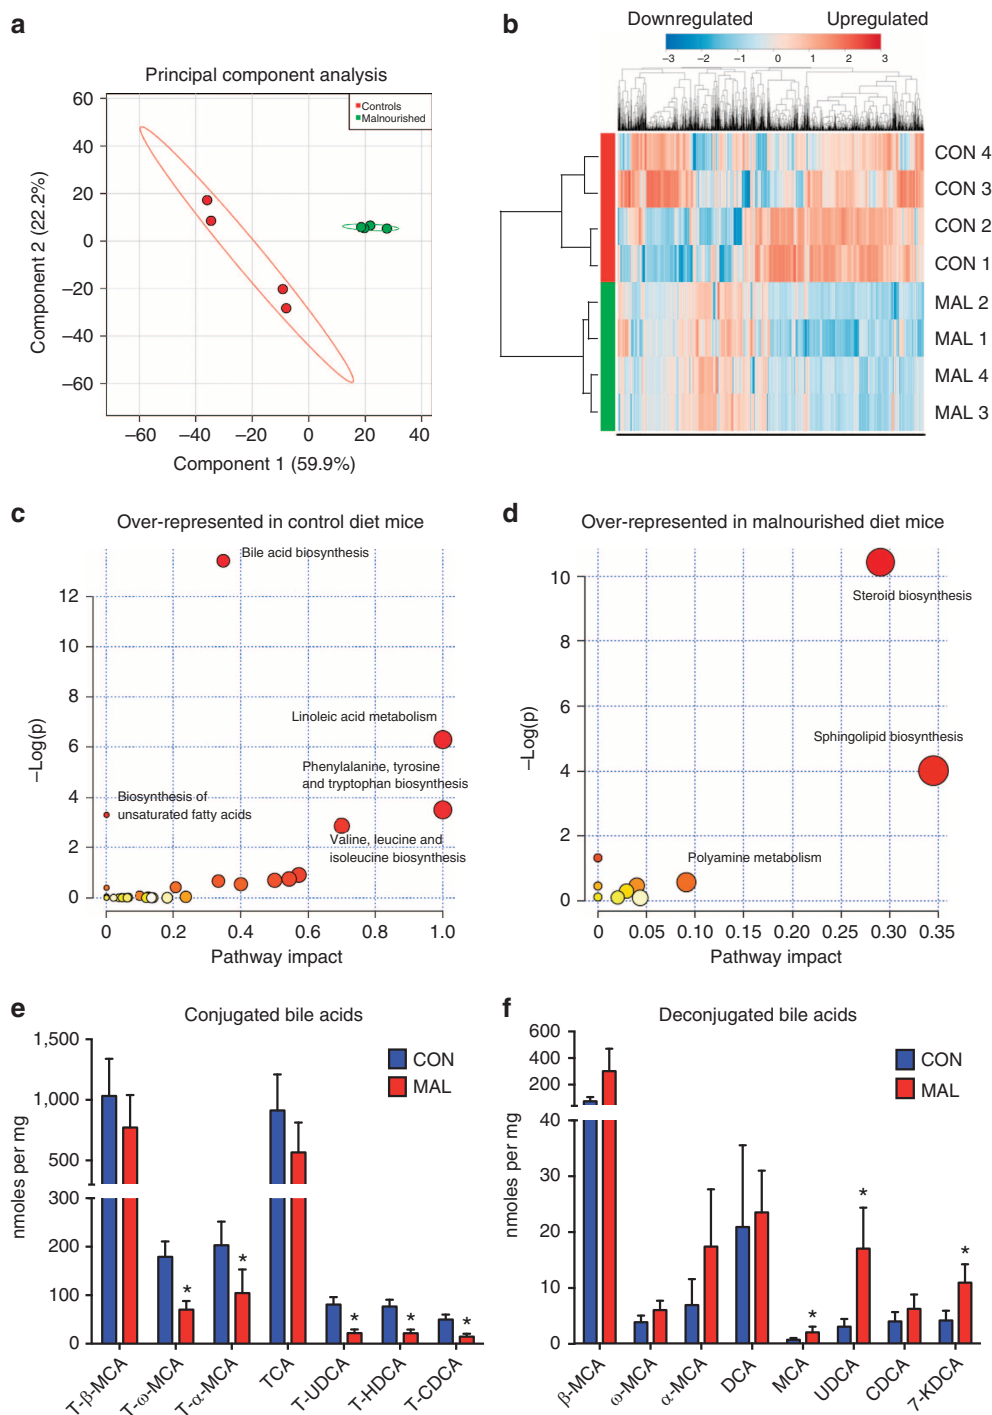 a
Principal component analysis
Controls
Malnourished
60
40
20
0
−20
−40
−60
Component 2 (22.2%)
−60 −40 −20 0 20 40
Component 1 (59.9%)
b
Downregulated Upregulated
−3 −2 −1 0 1 2 3
CON 4
CON 3
CON 2
CON 1
MAL 2
MAL 1
MAL 4
MAL 3
c
Over-represented in control diet mice
Bile acid biosynthesis
Linoleic acid metabolism
Phenylalanine, tyrosine
and tryptophan biosynthesis
Biosynthesis of
unsaturated fatty acids
Valine, leucine and
isoleucine biosynthesis
12
10
8
6
4
2
0
−Log(p)
0 0.2 0.4 0.6 0.8 1.0
Pathway impact
d
Over-represented in malnourished diet mice
Steroid biosynthesis
Sphingolipid biosynthesis
Polyamine metabolism
10
8
6
4
2
0
−Log(p)
0 0.05 0.10 0.15 0.20 0.25 0.30 0.35
Pathway impact
e
Conjugated bile acids
CON
MAL
1,500
1,000
500
300
200
100
0
nmoles per mg
* * * * *
T-β-MCA T-ω-MCA T-α-MCA TCA T-UDCA T-HDCA T-CDCA
f
Deconjugated bile acids
CON
MAL
600
400
200
40
30
20
10
0
nmoles per mg
* * *
β-MCA ω-MCA α-MCA DCA MCA UDCA CDCA 7-KDCA